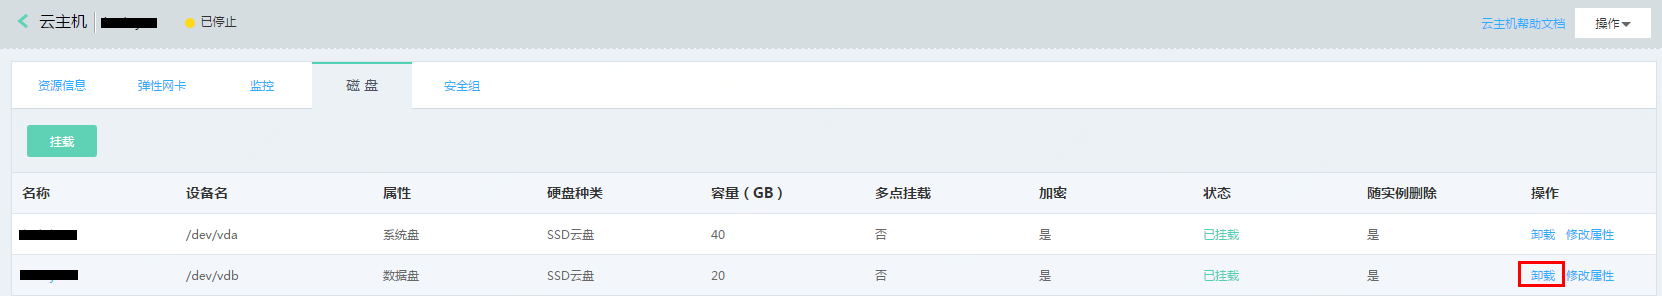 云主机 已停止 云主机帮助文档 操作
资源信息 弹性网卡 监控 磁 盘 安全组
挂载
名称 设备名 属性 硬盘种类 容量（GB） 多点挂载 加密 状态 随实例删除 操作
/dev/vda 系统盘 SSD云盘 40 否 是 已挂载 是 卸载 修改属性
/dev/vdb 数据盘 SSD云盘 20 否 是 已挂载 是 卸载 修改属性